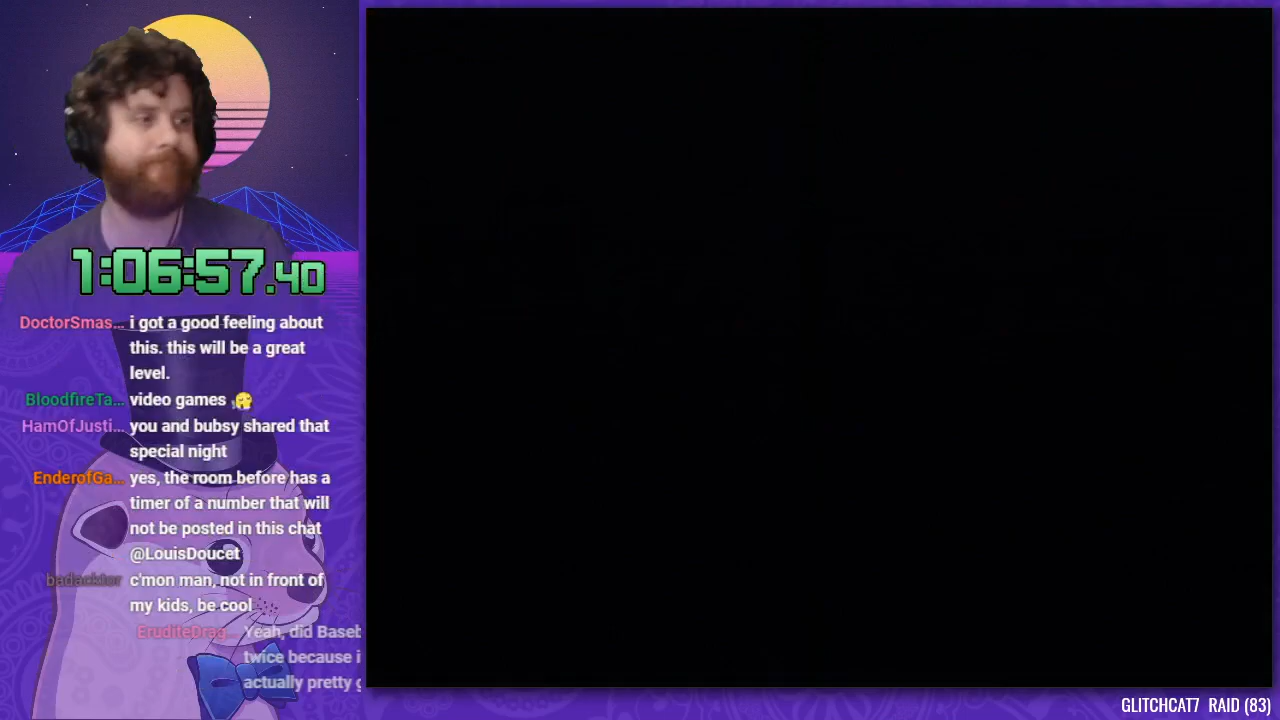 1:06:57.40
DoctorSmas... i got a good feeling about
this. this will be a great
level.
BloodfireTa... video games
HamOfJusti... you and bubsy shared that
special night
EnderofGa... yes, the room before has a
timer of a number that will
not be posted in this chat
@LouisDoucet
badacktor c'mon man, not in front of
my kids, be cool
EruditeDrag... Yeah, did Baseb
twice because i
actually pretty g
GLITCHCAT7 RAID (83)